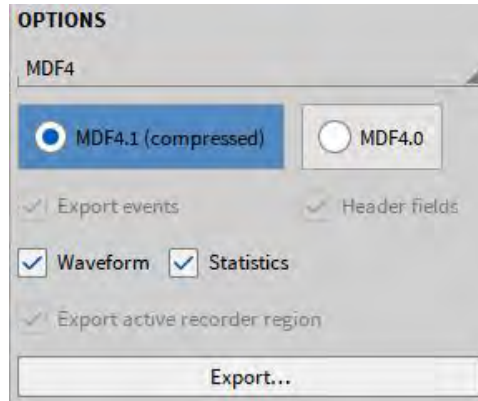 OPTIONS
MDF4
MDF4.1 (compressed) MDF4.0
Export events Header fields
Waveform Statistics
Export active recorder region
Export...